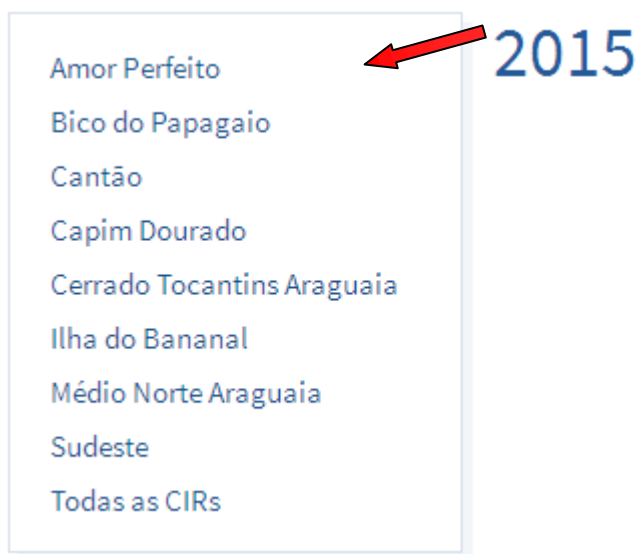 Amor Perfeito
Bico do Papagaio
Cantão
Capim Dourado
Cerrado Tocantins Araguaia
Ilha do Bananal
Médio Norte Araguaia
Sudeste
Todas as CIRs
2015